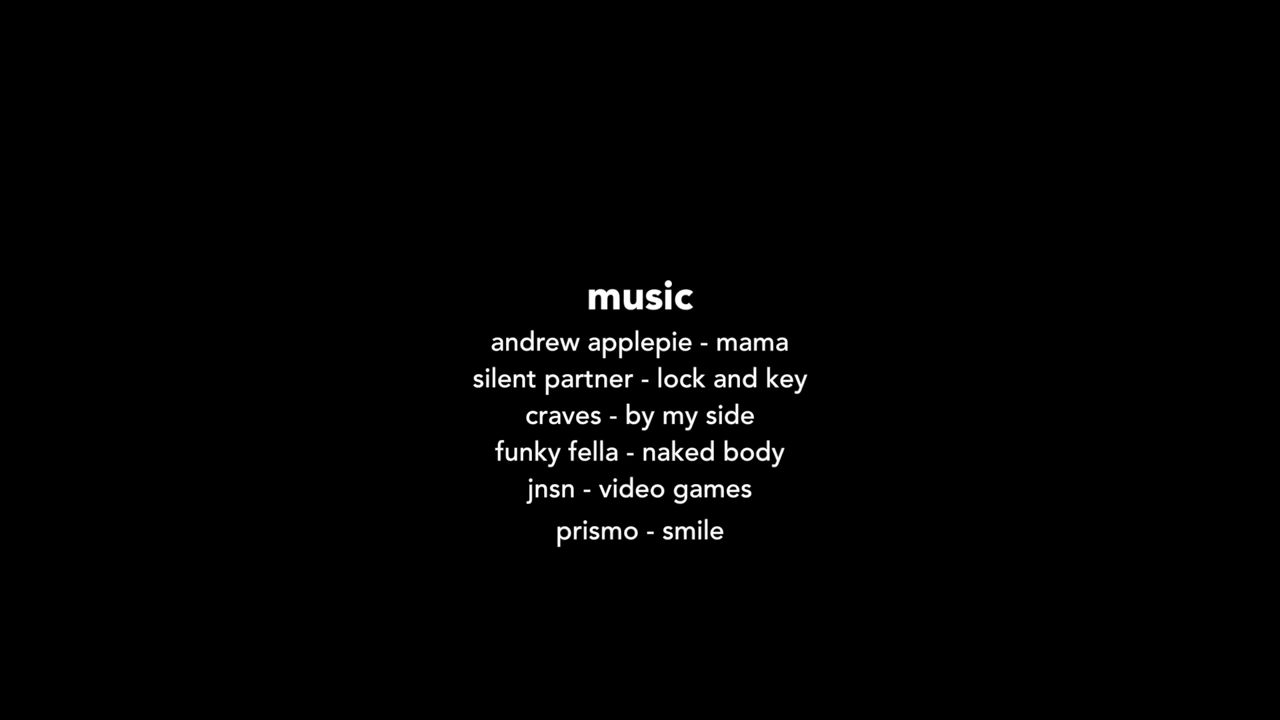 music
andrew applepie - mama
silent partner - lock and key
craves - by my side
funky fella - naked body
jnsn - video games
prismo - smile